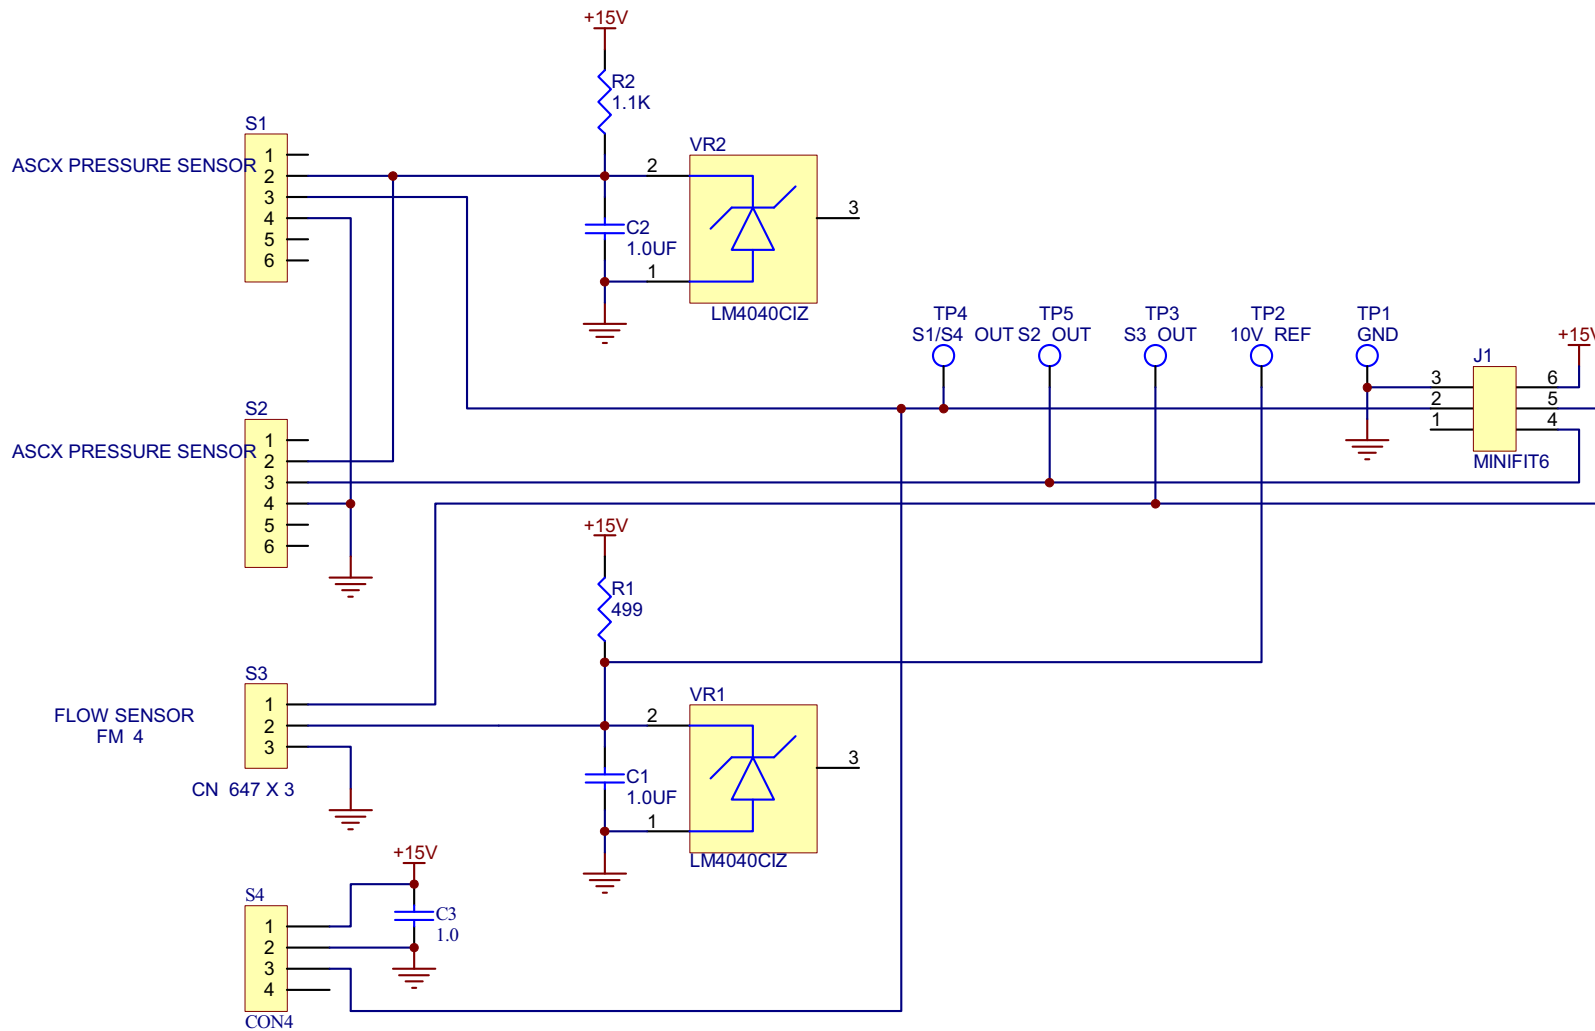 +15V
R2
1.1K
S1
ASCX PRESSURE SENSOR
1
2
3
4
5
6
VR2
2
3
C2
1.0UF
1
LM4040CIZ
TP4
S1/S4 OUT
TP5
S2 OUT
TP3
S3 OUT
TP2
10V REF
TP1
GND
+15V
J1
3
2
1
6
5
4
MINIFIT6
S2
ASCX PRESSURE SENSOR
1
2
3
4
5
6
+15V
R1
499
S3
FLOW SENSOR
FM 4
1
2
3
CN 647 X 3
VR1
2
3
C1
1.0UF
1
LM4040CIZ
+15V
S4
C3
1.0
1
2
3
4
CON4